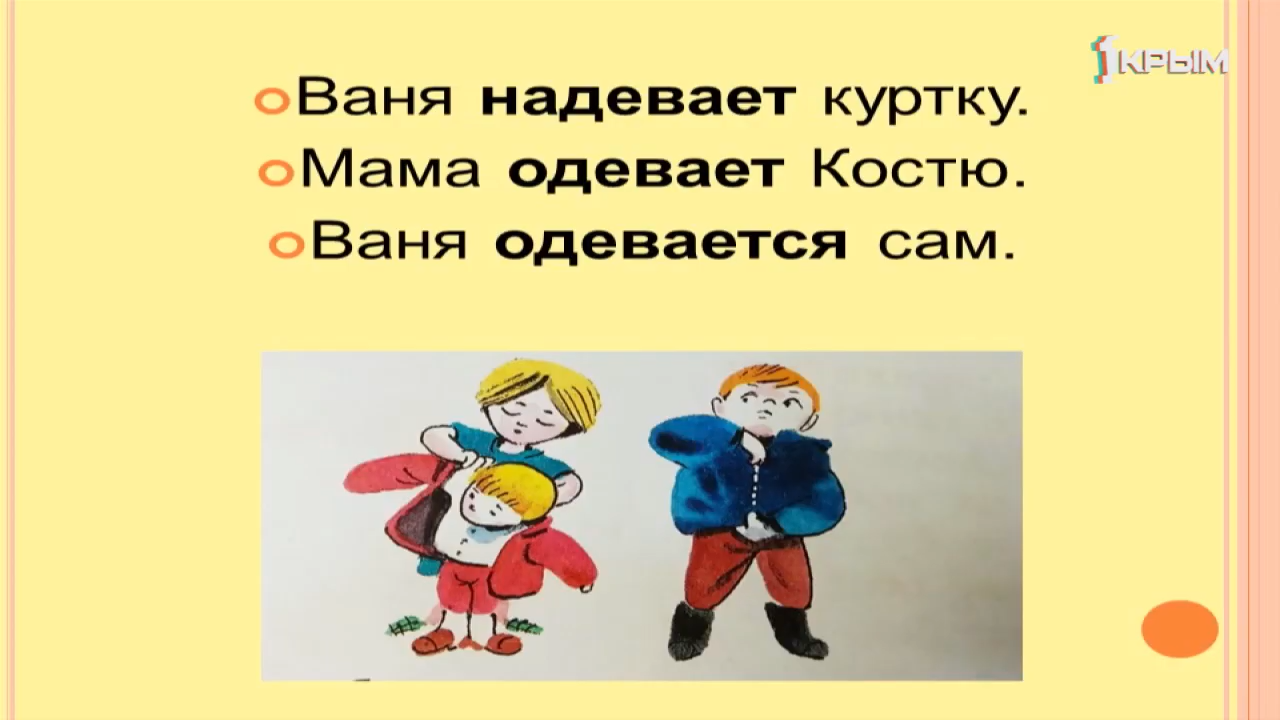 1КРЫМ
Ваня надевает куртку.
Мама одевает Костю.
Ваня одевается сам.